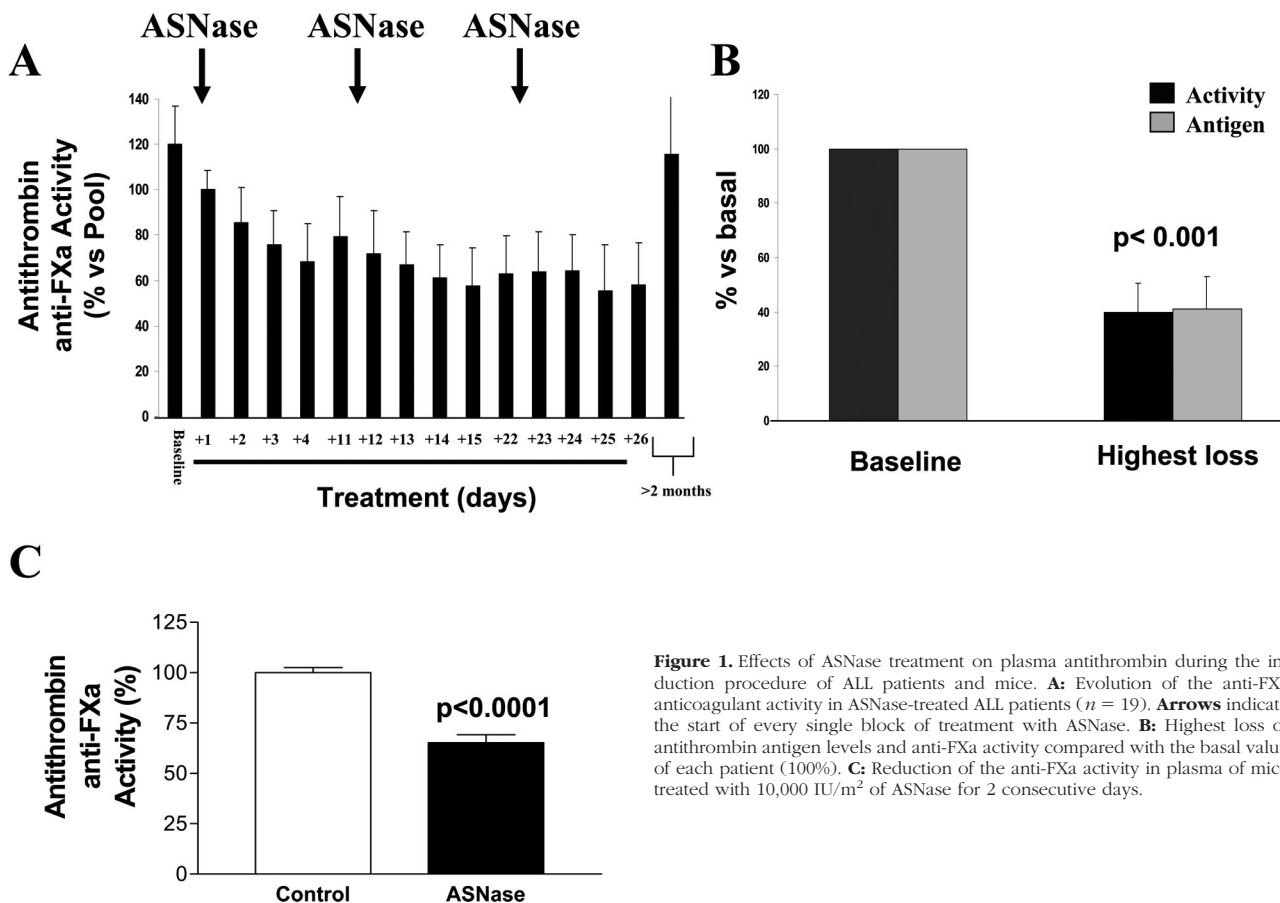 ASNase ASNase ASNase
A
Antithrombin
anti-FXa Activity
(% vs Pool)
140
120
100
80
60
40
20
0
Baseline +1 +2 +3 +4 +11 +12 +13 +14 +15 +22 +23 +24 +25 +26
>2 months
Treatment (days)
B
Activity
Antigen
% vs basal
120
100
80
60
40
20
0
p< 0.001
Baseline Highest loss
C
Antithrombin
anti-FXa
Activity (%)
125
100
75
50
25
0
p<0.0001
Control ASNase
Figure 1. Effects of ASNase treatment on plasma antithrombin during the in-
duction procedure of ALL patients and mice. A: Evolution of the anti-FX
anticoagulant activity in ASNase-treated ALL patients (n = 19). Arrows indicat
the start of every single block of treatment with ASNase. B: Highest loss o
antithrombin antigen levels and anti-FXa activity compared with the basal valu
of each patient (100%). C: Reduction of the anti-FXa activity in plasma of mic
treated with 10,000 IU/m² of ASNase for 2 consecutive days.